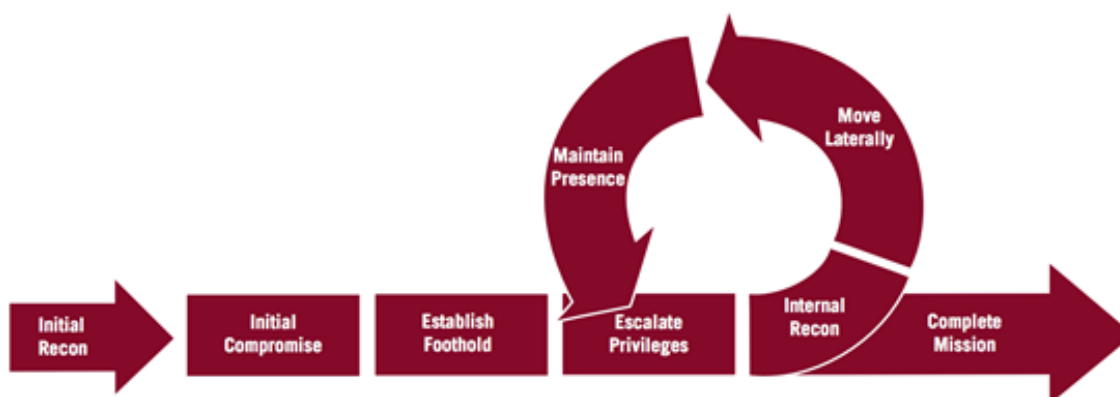 Initial
Recon
Initial
Compromise
Establish
Foothold
Escalate
Privileges
Internal
Recon
Move
Laterally
Maintain
Presence
Complete
Mission